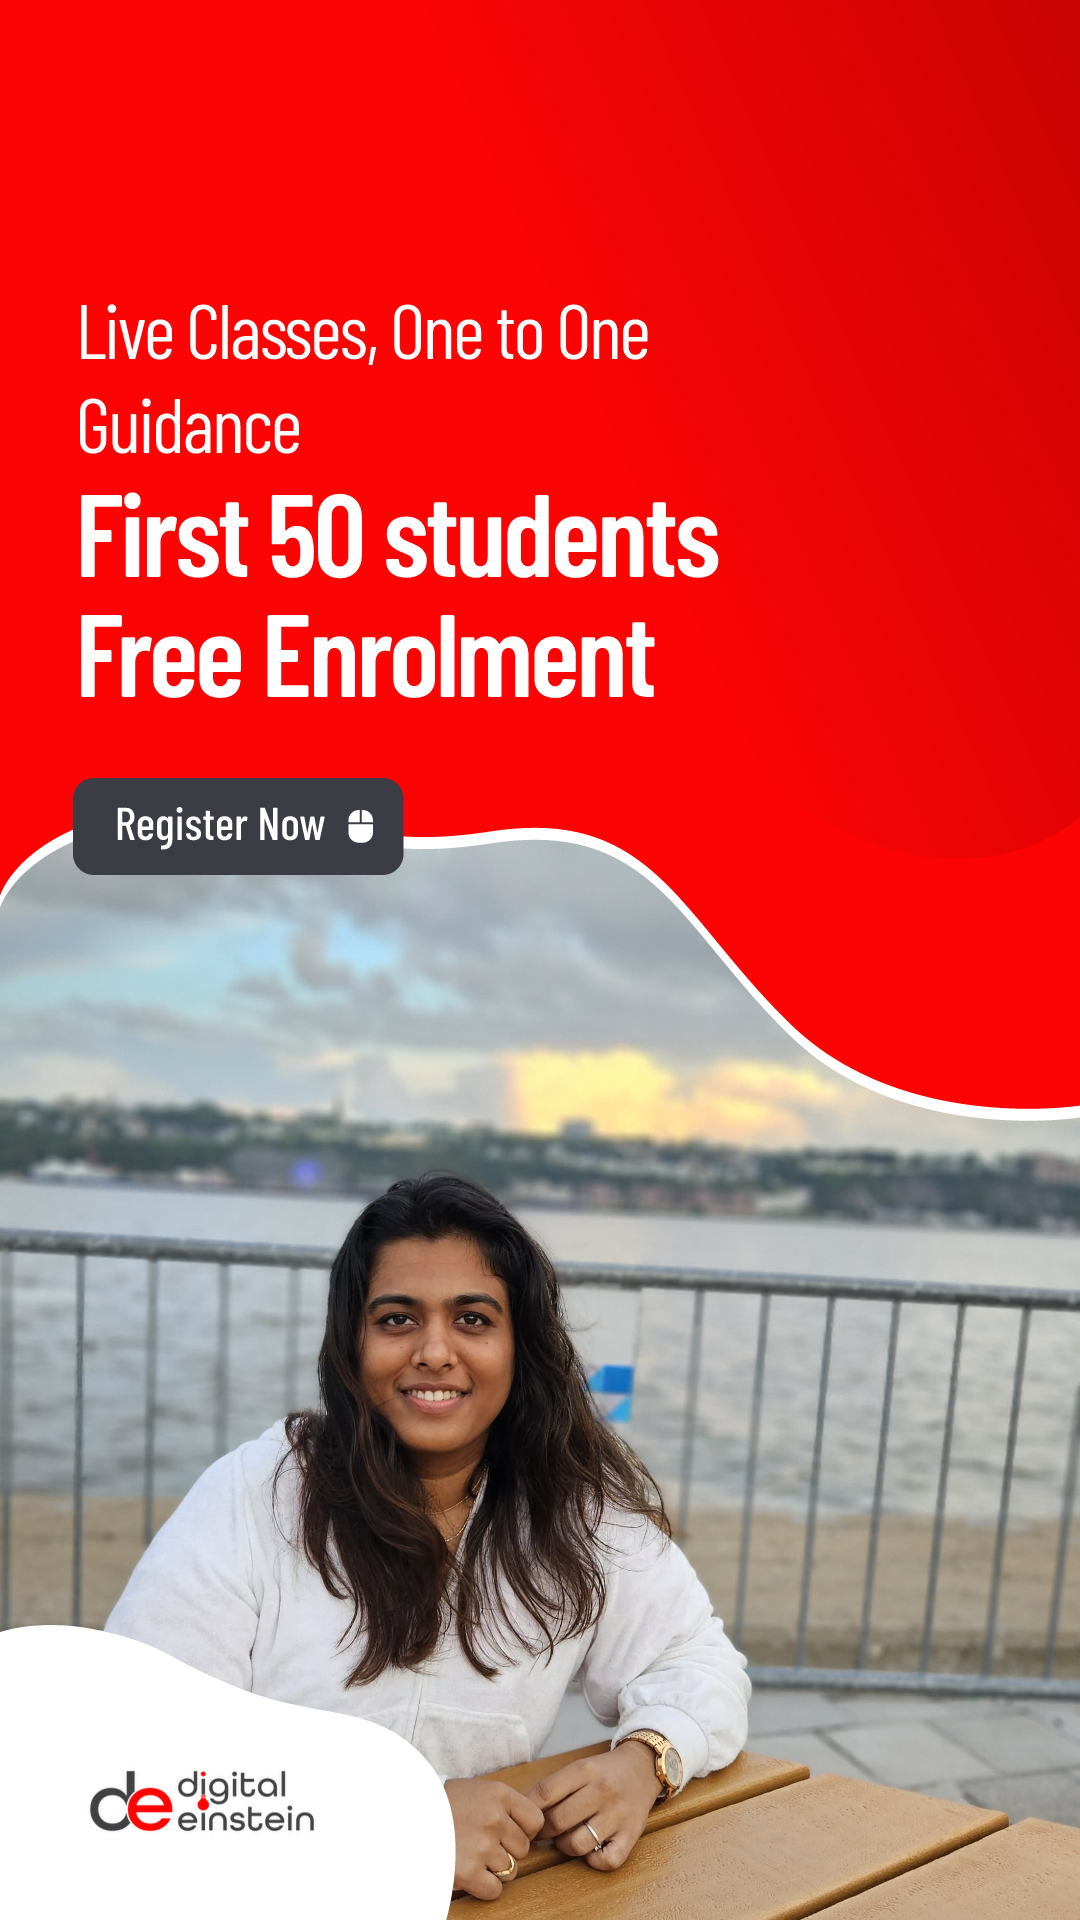 Live Classes, One to One
Guidance
First 50 students
Free Enrolment
Register Now
de digital
einstein